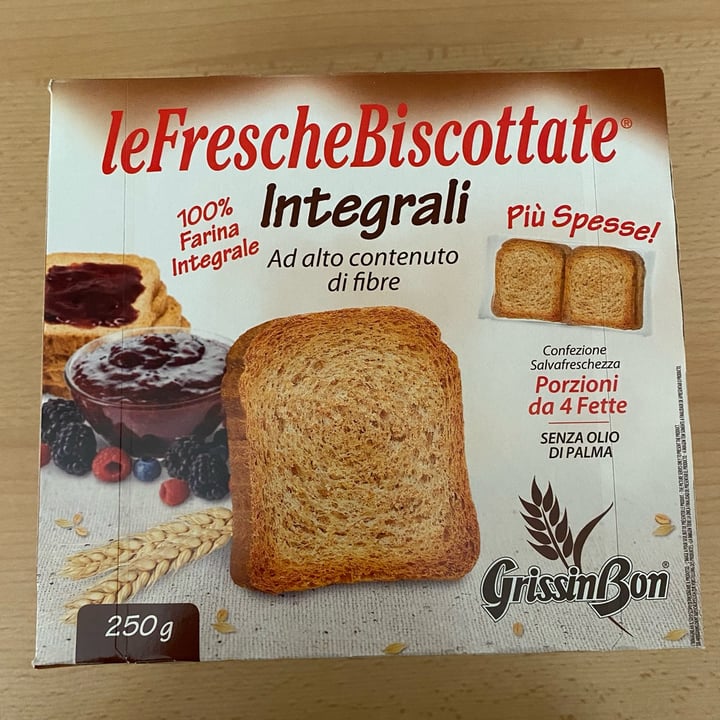 leFrescheBiscottate®
Integrali
100%
Farina
Integrale
Ad alto contenuto
di fibre
Più Spesse!
Confezione
Salvafreschezza
Porzioni
da 4 Fette
SENZA OLIO
DI PALMA
GrissinBon®
250 g